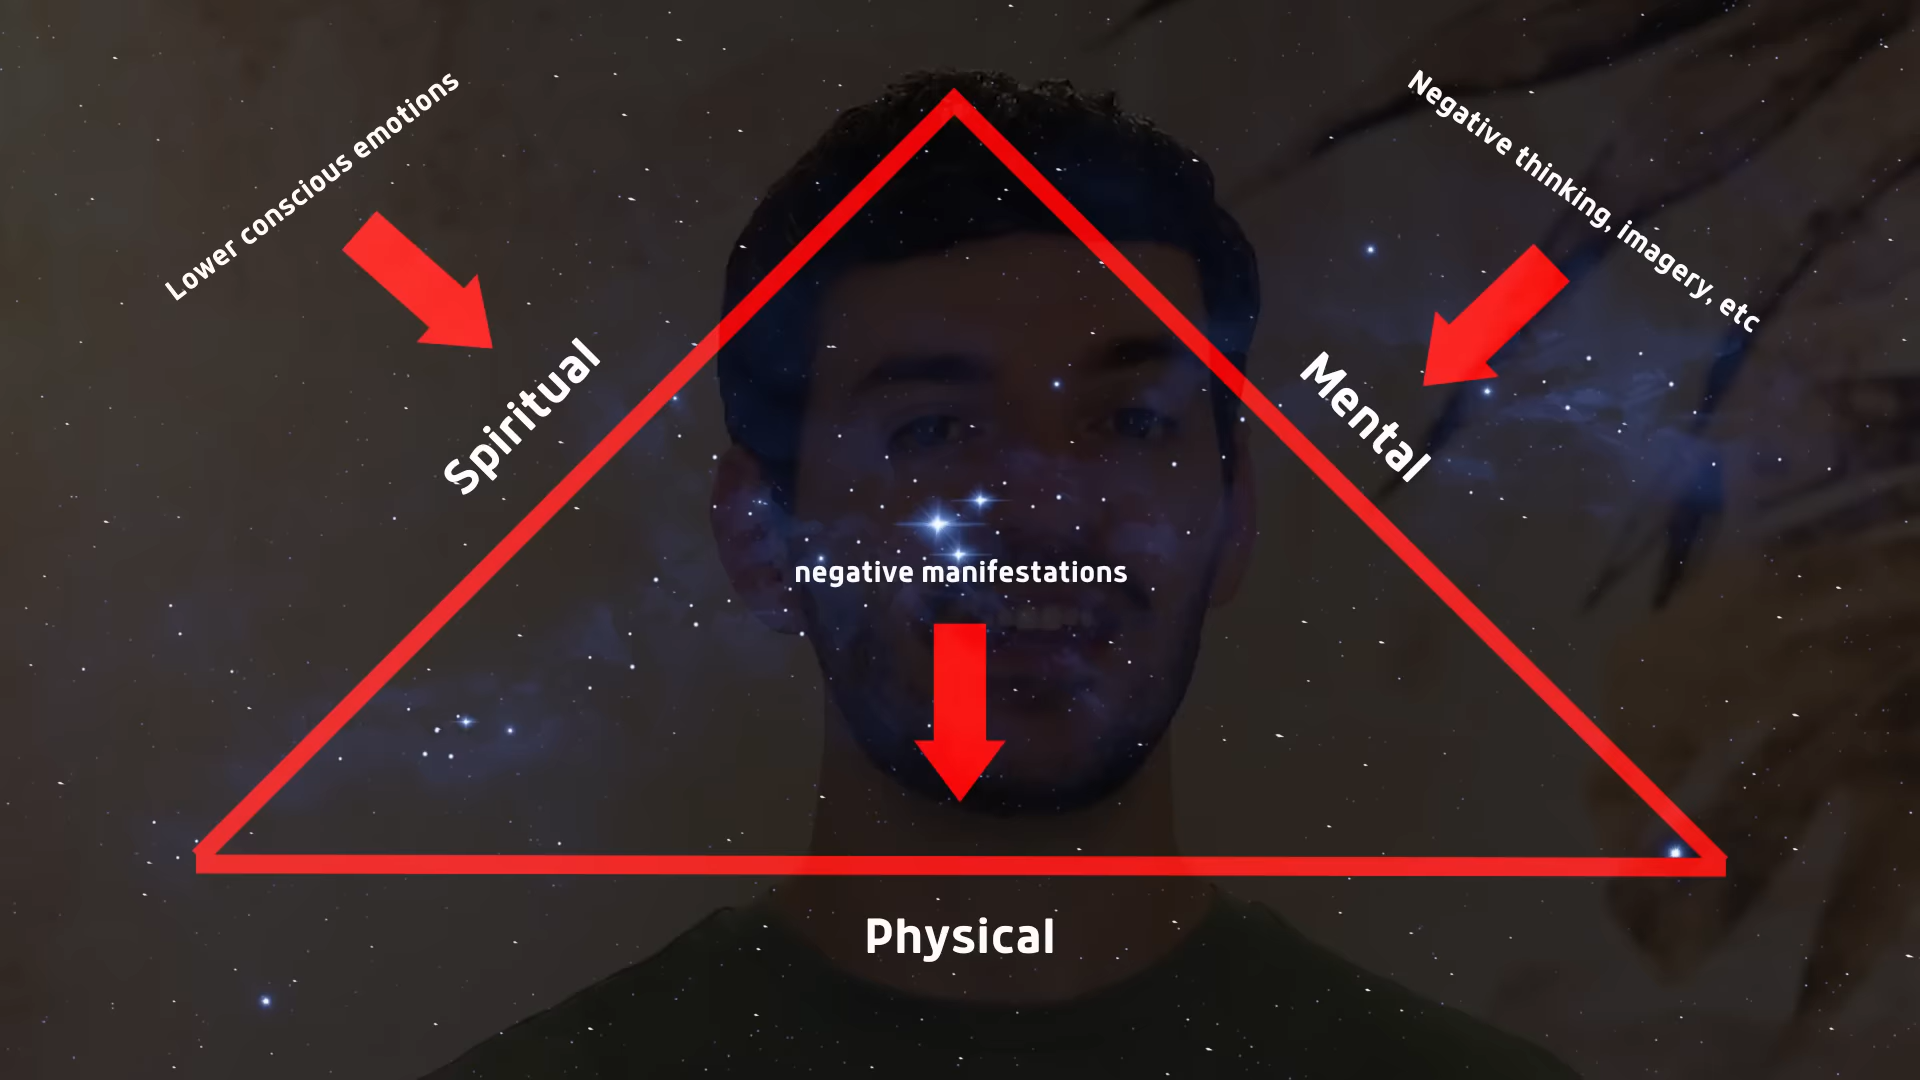 Lower conscious emotions
Negative thinking, imagery, etc
Spiritual
Mental
negative manifestations
Physical